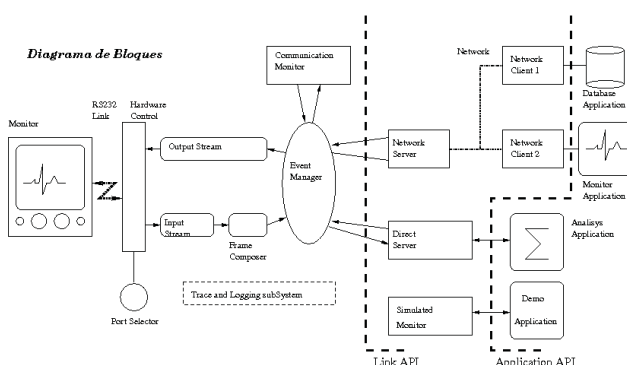 Diagrama de Bloques
Communication
Monitor
Network
Network
Client 1
Database
Application
RS232
Link
Hardware
Control
Monitor
Output Stream
Event
Manager
Network
Server
Network
Client 2
Monitor
Application
Input
Stream
Frame
Composer
Direct
Server
Analisys
Application
Trace and Logging subSystem
Port Selector
Simulated
Monitor
Demo
Application
Link API
Application API